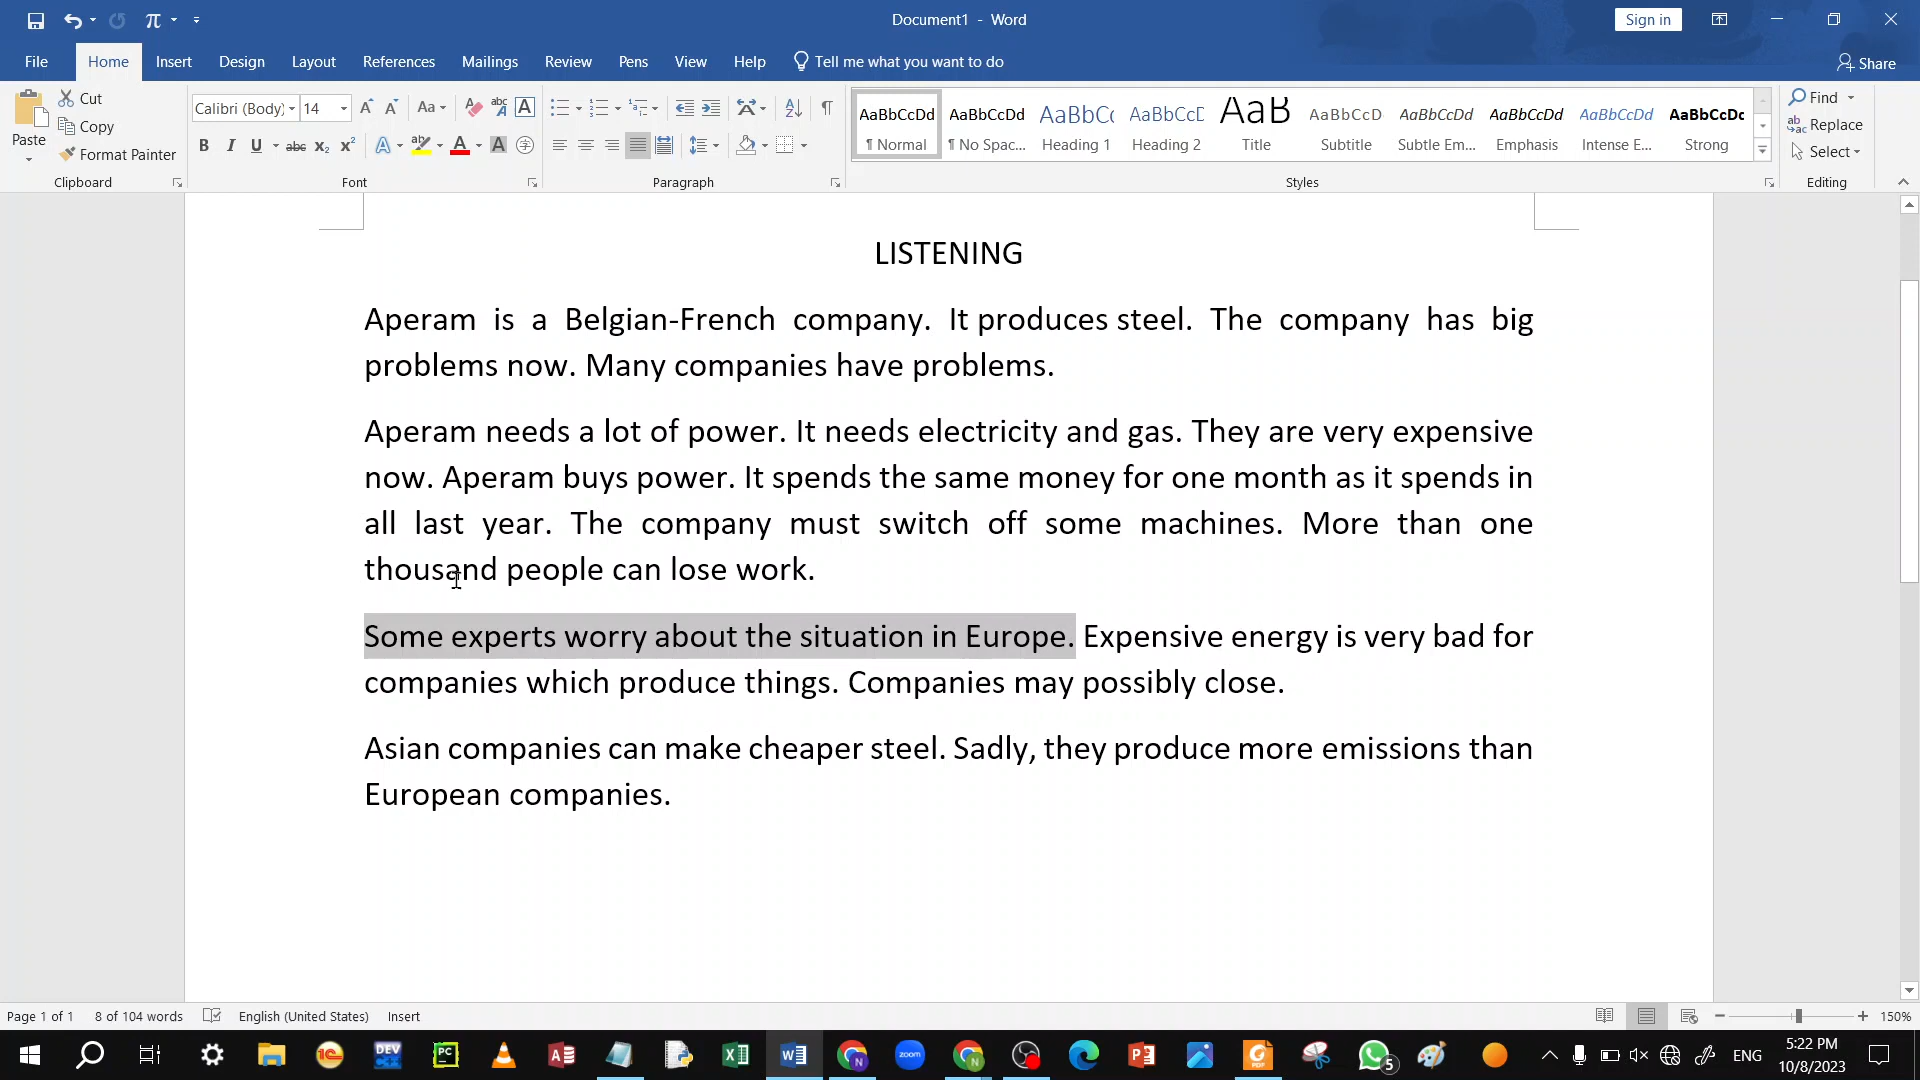 Document1 - Word
Sign in
File Home Insert Design Layout References Mailings Review Pens View Help Tell me what you want to do Share
Paste
Cut
Copy
Format Painter
Clipboard
Calibri (Body) 14
Font
Paragraph
AaBbCcDd AaBbCcDd AaBbCc AaBbCcD AaB AaBbCcD AaBbCcDd AaBbCcDd AaBbCcDd AaBbCcDc
¶ Normal ¶ No Spac... Heading 1 Heading 2 Title Subtitle Subtle Em... Emphasis Intense E... Strong
Styles
Find
Replace
Select
Editing
LISTENING
Aperam is a Belgian-French company. It produces steel. The company has big
problems now. Many companies have problems.
Aperam needs a lot of power. It needs electricity and gas. They are very expensive
now. Aperam buys power. It spends the same money for one month as it spends in
all last year. The company must switch off some machines. More than one
thousand people can lose work.
Some experts worry about the situation in Europe. Expensive energy is very bad for
companies which produce things. Companies may possibly close.
Asian companies can make cheaper steel. Sadly, they produce more emissions than
European companies.
Page 1 of 1 8 of 104 words English (United States) Insert 150%
ENG
5:22 PM
10/8/2023